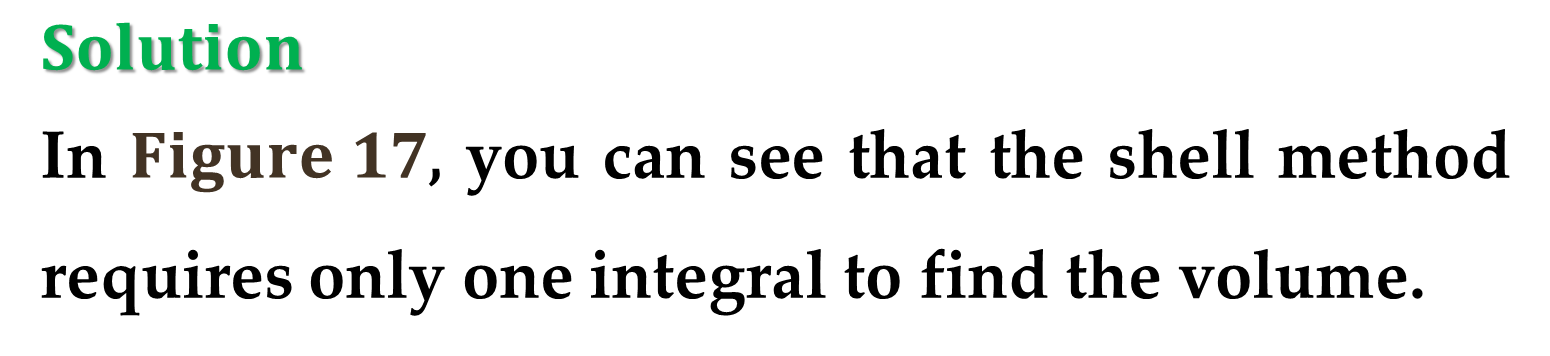 Solution
In Figure 17, you can see that the shell method
requires only one integral to find the volume.